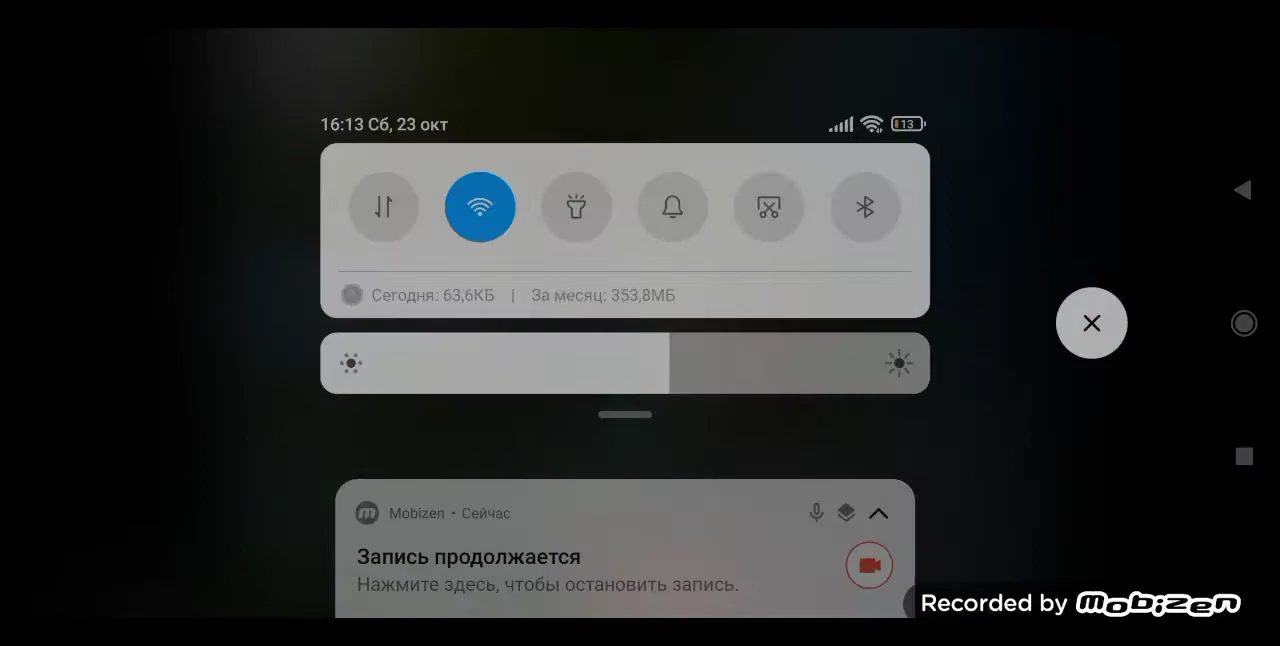 16:13 Сб, 23 окт
13
Сегодня: 63,6КБ | За месяц: 353,8МБ
Mobizen • Сейчас
Запись продолжается
Нажмите здесь, чтобы остановить запись.
Recorded by mobizen